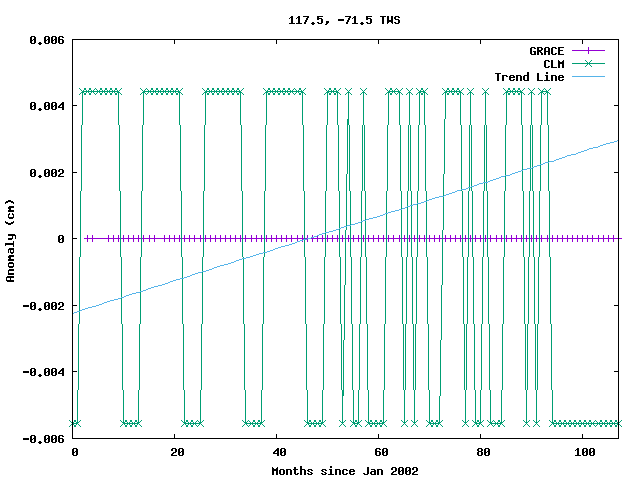 117.5, -71.5 TWS
GRACE
CLM
Trend Line
0.006
0.004
0.002
0
-0.002
-0.004
-0.006
Anomaly (cm)
0 20 40 60 80 100
Months since Jan 2002